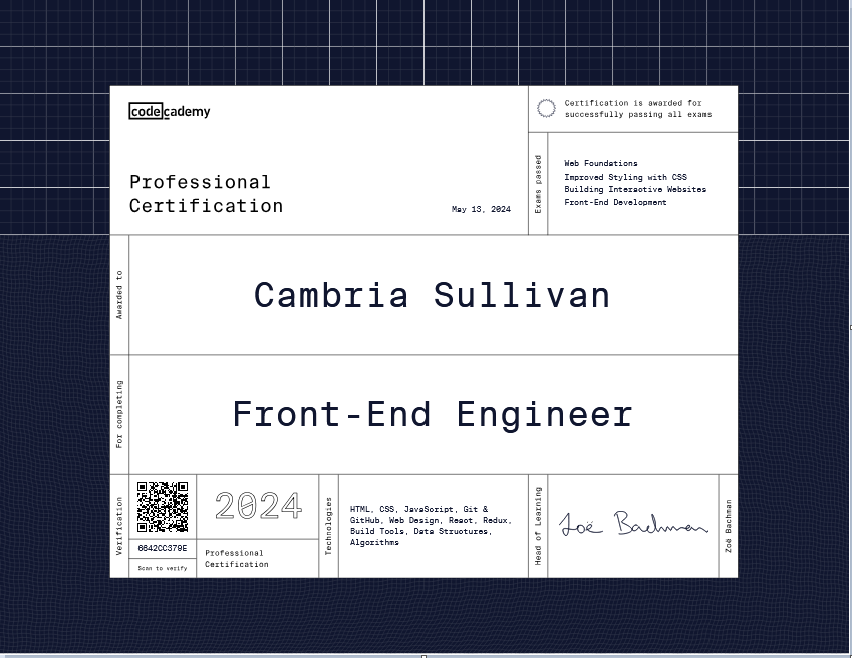 codecademy
Certification is awarded for
successfully passing all exams
Professional
Certification
May 13, 2024
Exams passed
Web Foundations
Improved Styling with CSS
Building Interactive Websites
Front-End Development
Awarded to
Cambria Sullivan
For completing
Front-End Engineer
Verification
6642CC379E
Scan to verify
2024
Professional
Certification
Technologies
HTML, CSS, JavaScript, Git &
GitHub, Web Design, React, Redux,
Build Tools, Data Structures,
Algorithms
Head of Learning
Zoë Bachman
Zoë Bachman